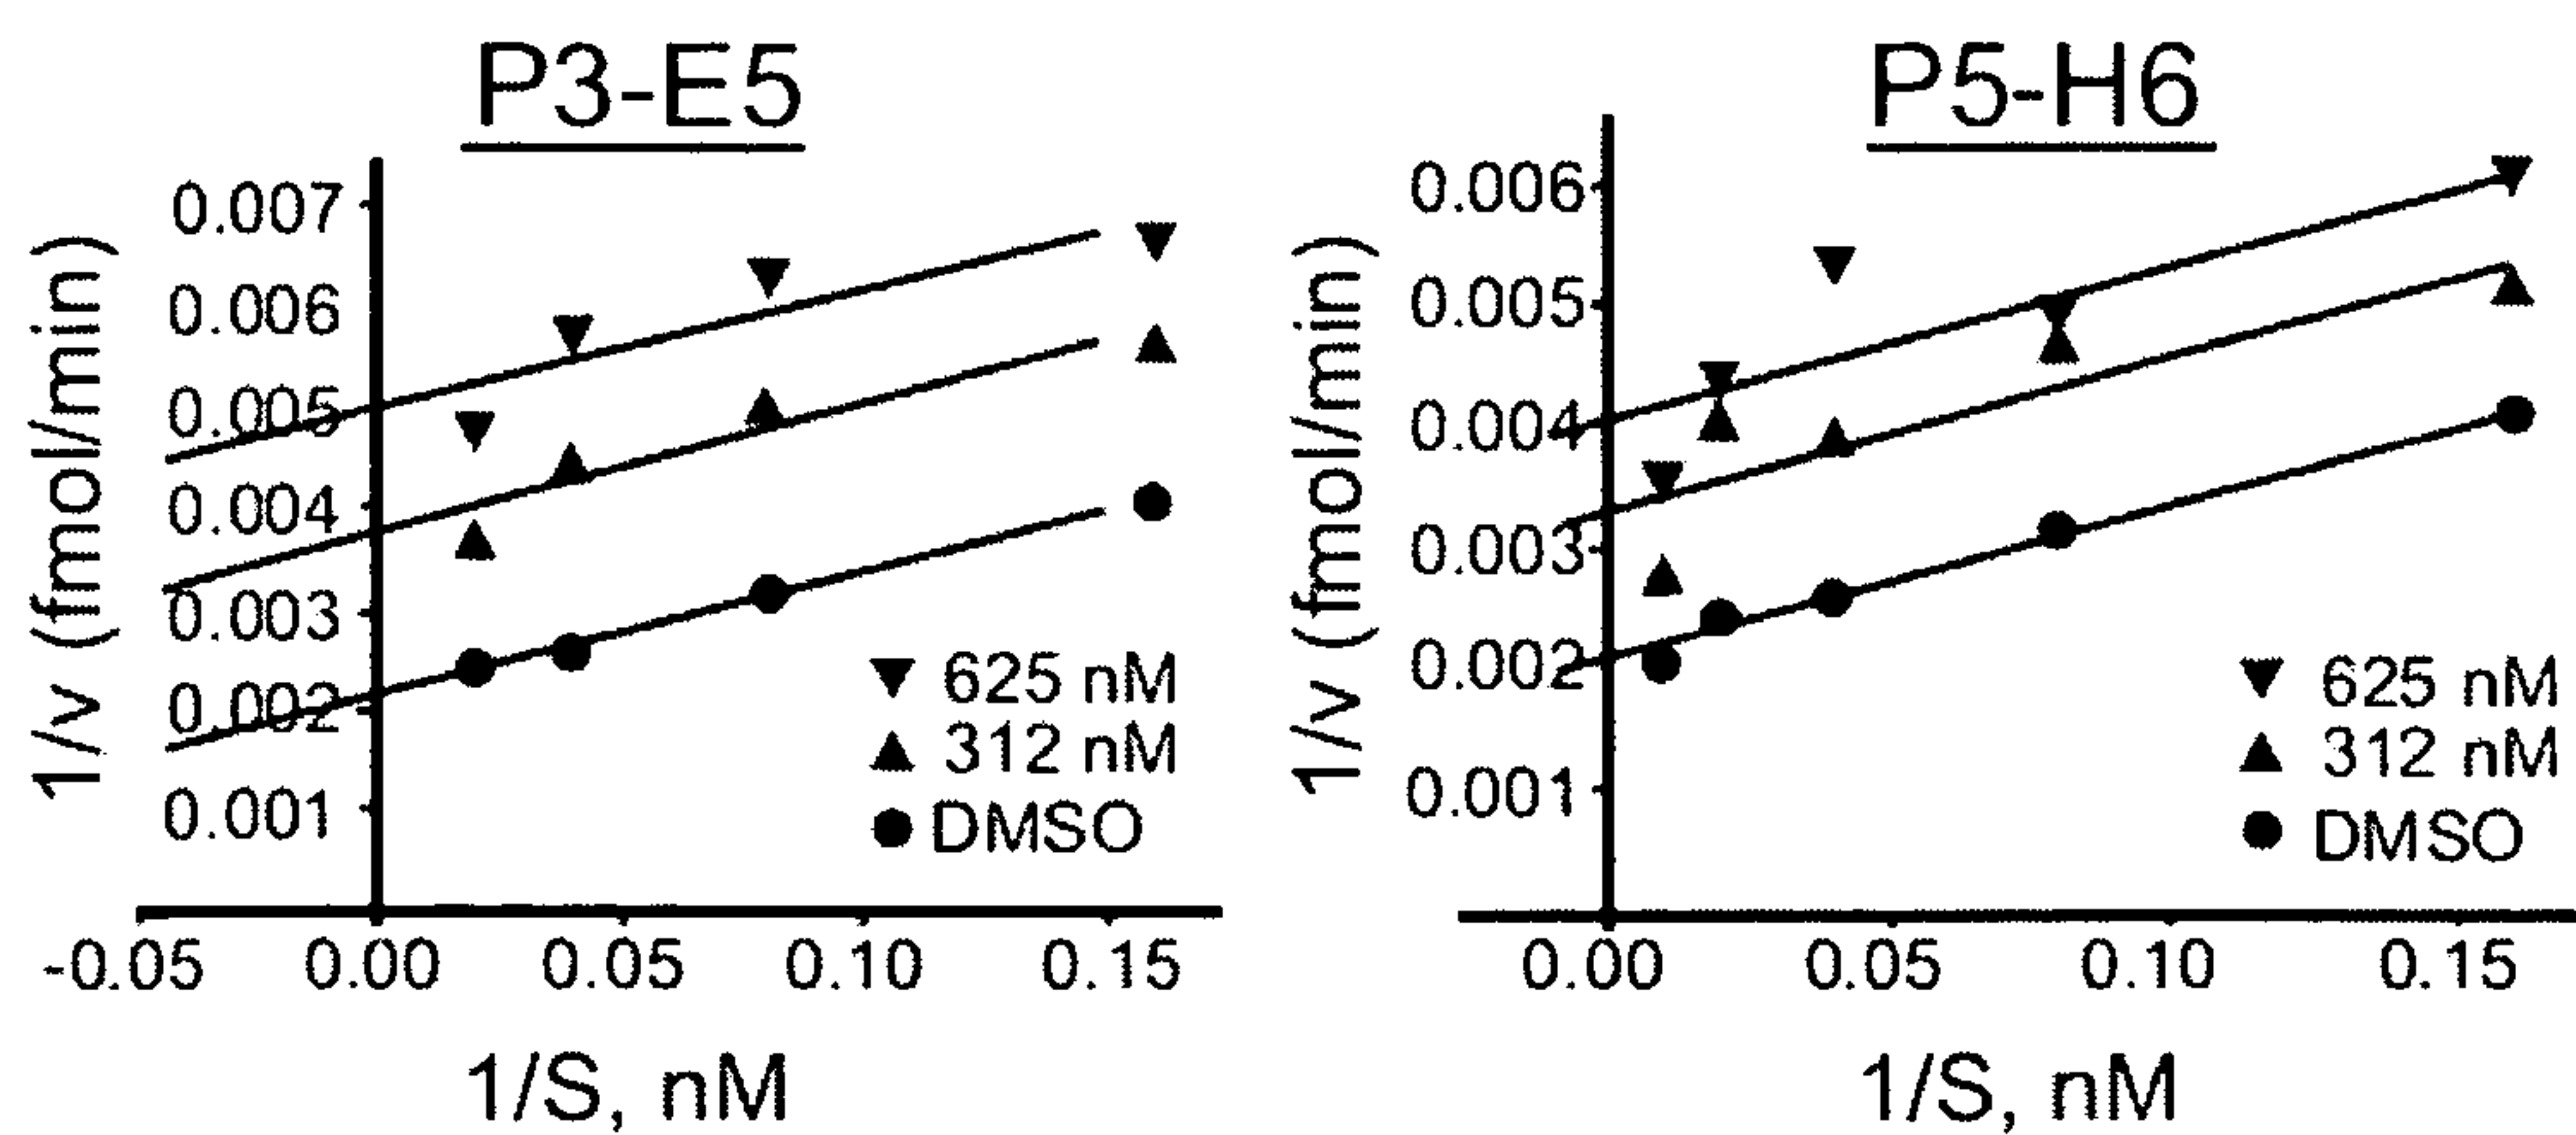 P3-E5
1/v (fmol/min)
0.007
0.006
0.005
0.004
0.003
0.002
0.001
-0.05 0.00 0.05 0.10 0.15
1/S, nM
625 nM
312 nM
DMSO
P5-H6
1/v (fmol/min)
0.006
0.005
0.004
0.003
0.002
0.001
0.00 0.05 0.10 0.15
1/S, nM
625 nM
312 nM
DMSO